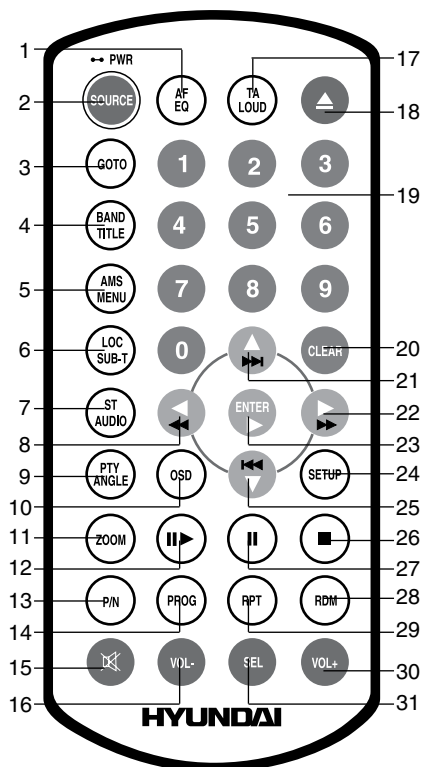 PWR
1 17
SOURCE AF EQ TA LOUD
2 18
3 GOTO 1 2 3
19
4 BAND TITLE 4 5 6
5 AMS MENU 7 8 9
6 LOC SUB-T 0 CLEAR 20
21
7 ST AUDIO ENTER 22
8 23
9 PTY ANGLE OSD SETUP 24
10 25
11 ZOOM 26
12 27
13 P/N PROG RPT RDM 28
14 29
15 VOL- SEL VOL+ 30
16 31
HYUNDAI